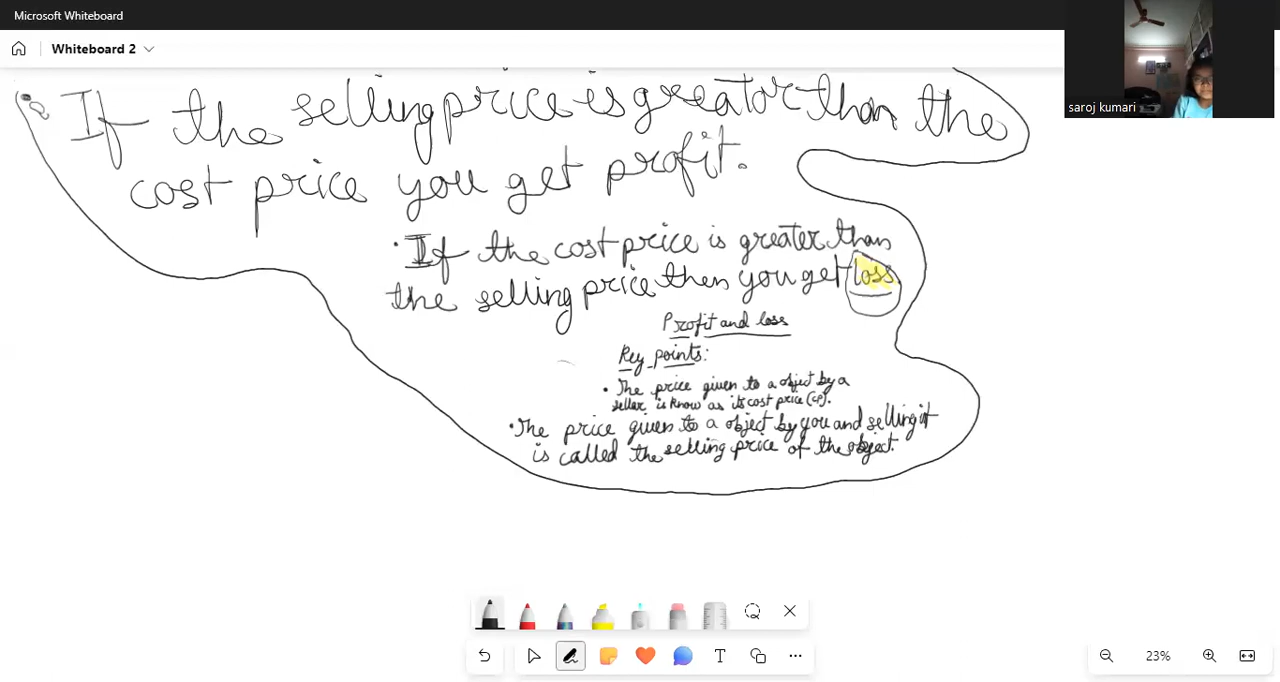 Microsoft Whiteboard
Whiteboard 2
saroj kumari
If the selling price is greator than the
cost price you get profit.
• If the cost price is greater than
the selling price then you get loss.
Profit and loss
Key points:
• The price given to a object by a
seller is know as its cost price (CP).
• The price given to a object by you and selling it
is called the selling price of the object.
23%